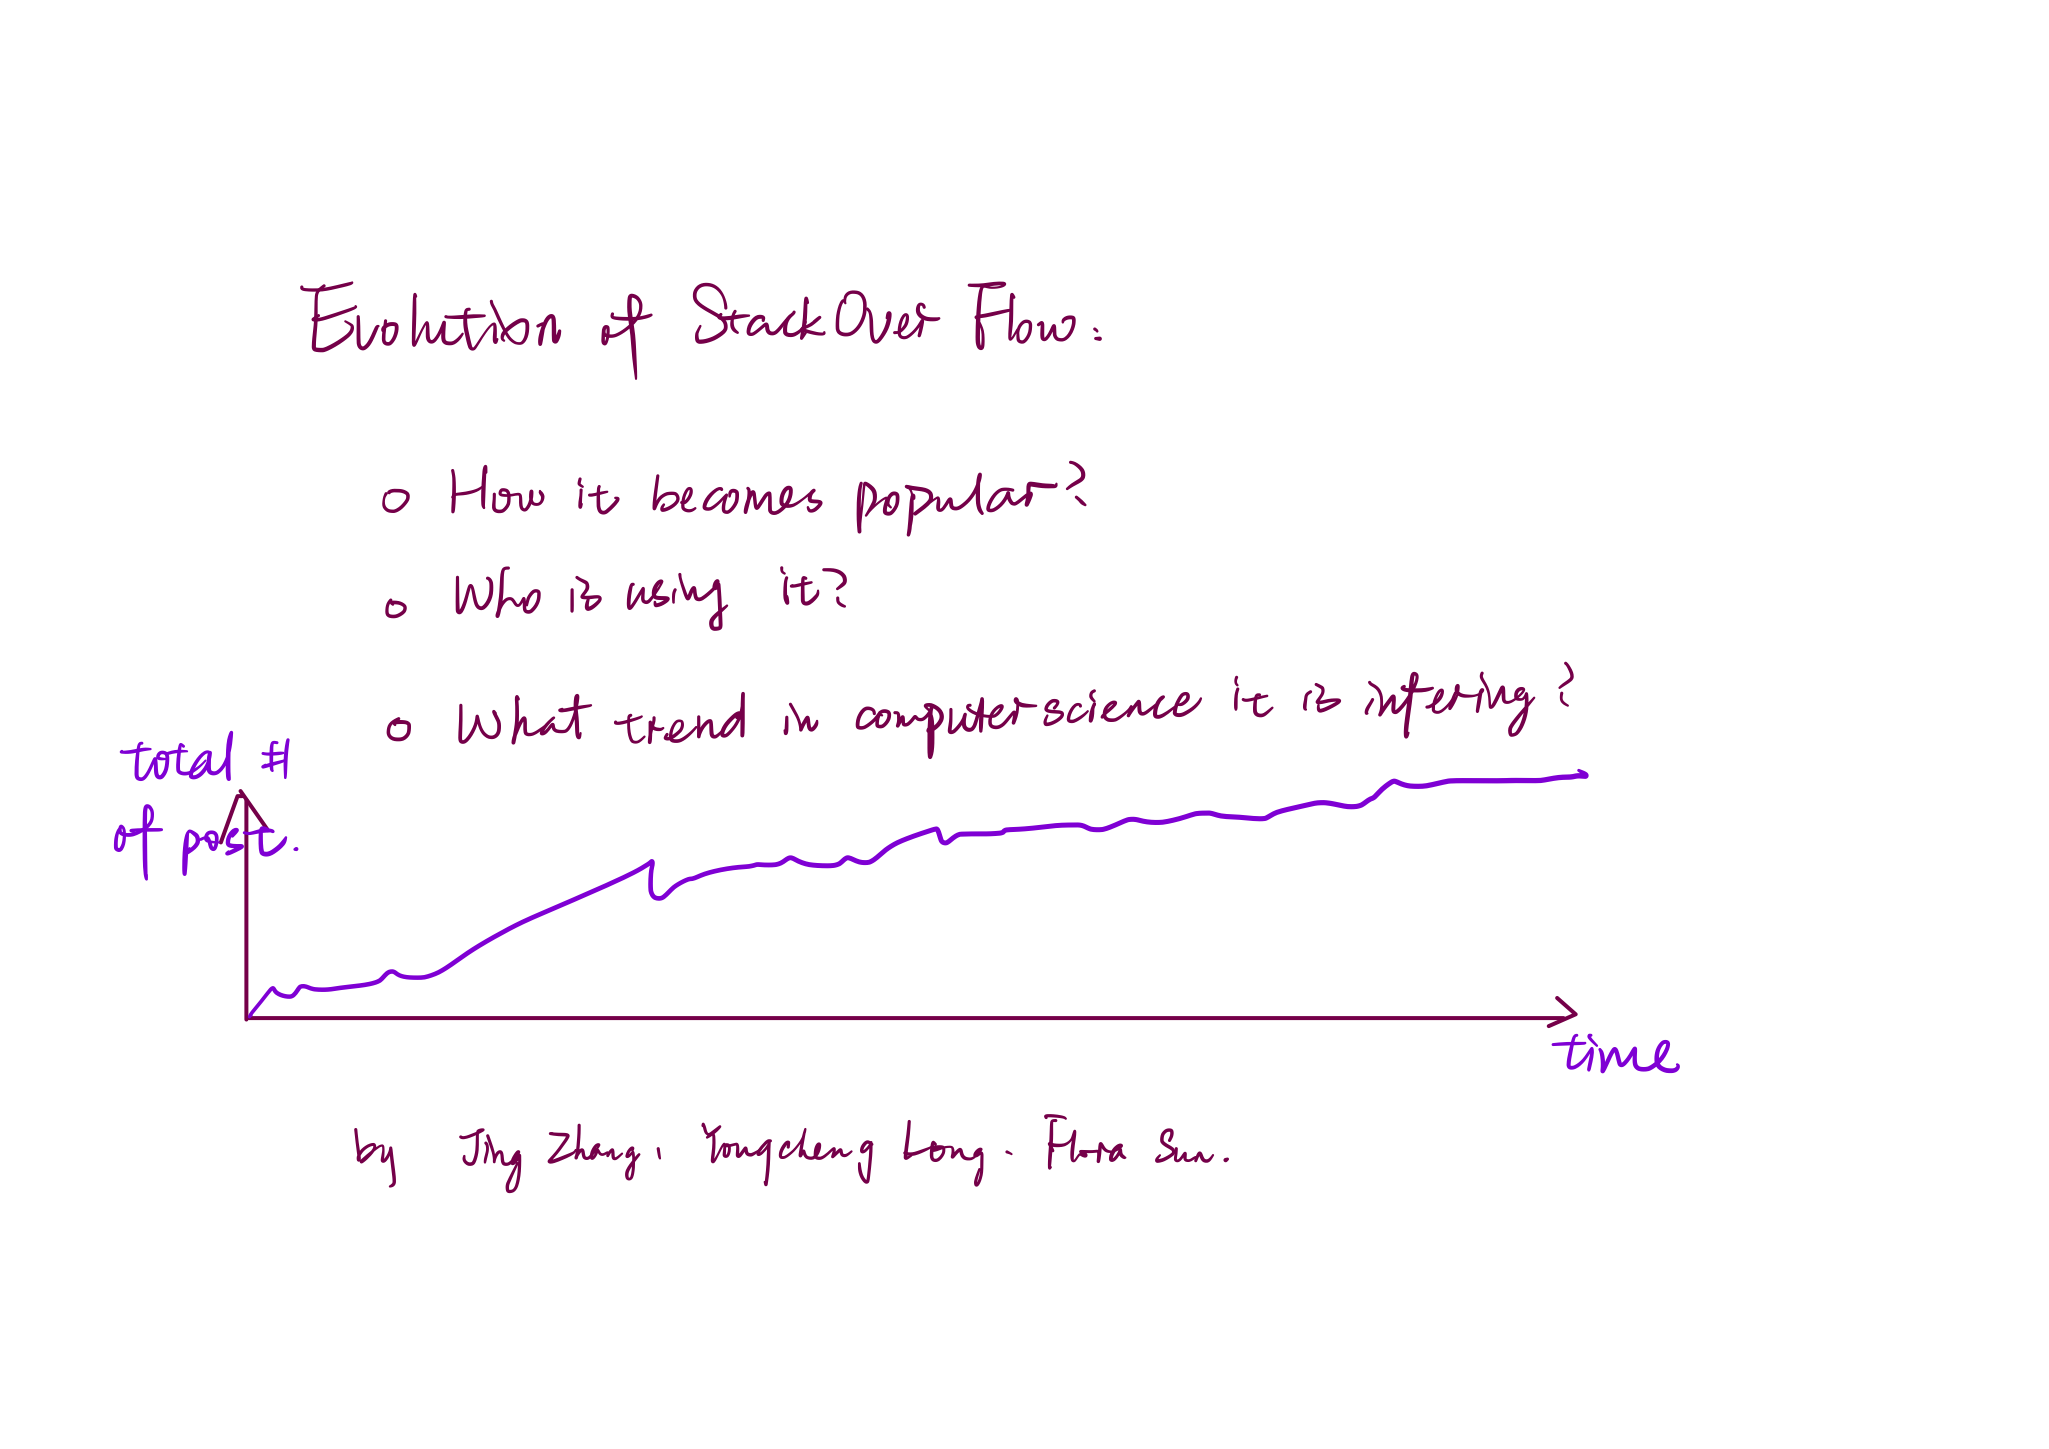 Evolution of StackOver Flow:
o How it becomes popular?
o Who is using it?
o What trend in computer science it is infering?
total #
of post.
time
by Jing Zhang, Yongcheng Long. Flora Sun.